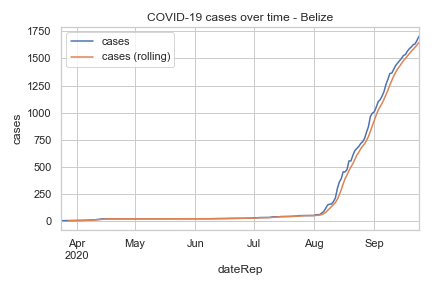 COVID-19 cases over time - Belize
cases
cases (rolling)
1750
1500
1250
1000
750
500
250
0
cases
Apr
2020
May
Jun
Jul
Aug
Sep
dateRep